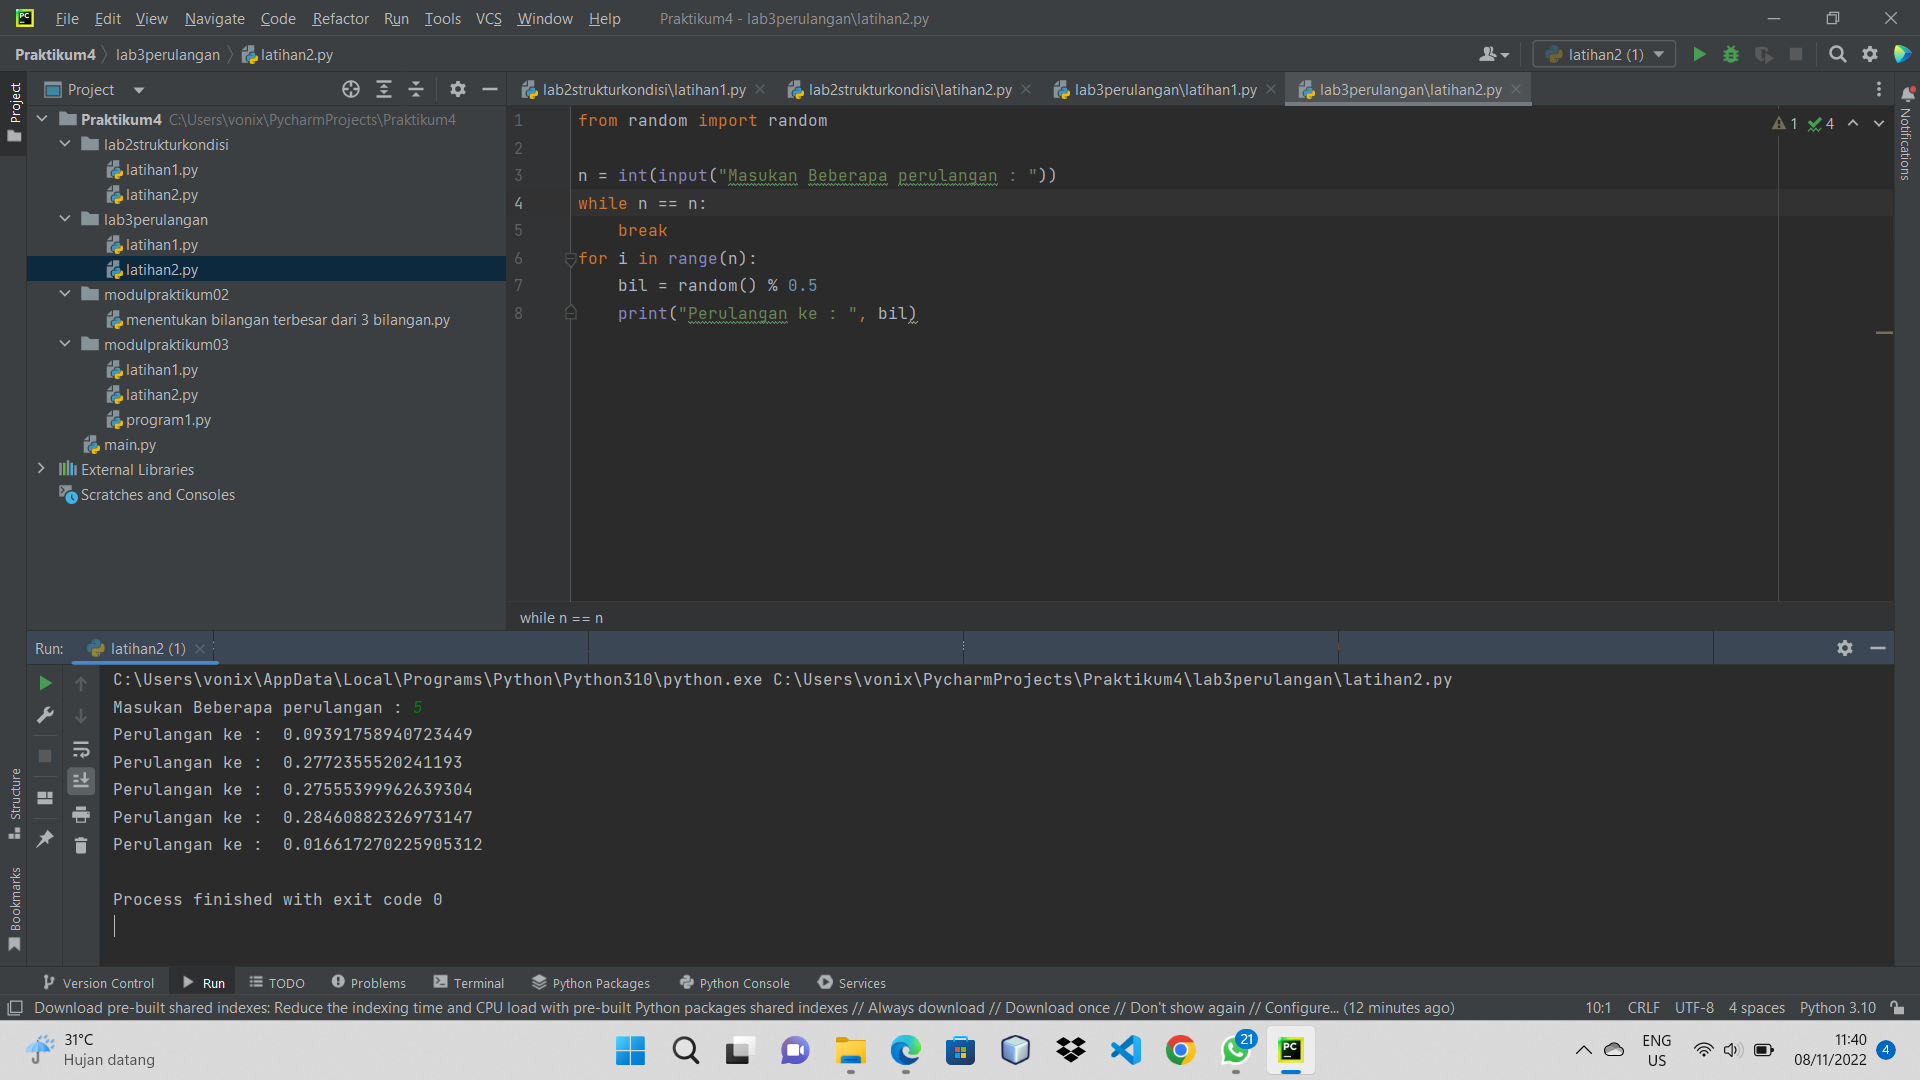 PC File Edit View Navigate Code Refactor Run Tools VCS Window Help Praktikum4 - lab3perulangan\latihan2.py
Praktikum4 lab3perulangan latihan2.py latihan2 (1)
Project
Project
lab2strukturkondisi\latihan1.py lab2strukturkondisi\latihan2.py lab3perulangan\latihan1.py lab3perulangan\latihan2.py
Notifications
Praktikum4 C:\Users\vonix\PycharmProjects\Praktikum4
lab2strukturkondisi
latihan1.py
latihan2.py
lab3perulangan
latihan1.py
latihan2.py
modulpraktikum02
menentukan bilangan terbesar dari 3 bilangan.py
modulpraktikum03
latihan1.py
latihan2.py
program1.py
main.py
External Libraries
Scratches and Consoles
1 from random import random
2
3 n = int(input("Masukan Beberapa perulangan : "))
4 while n == n:
5     break
6 for i in range(n):
7     bil = random() % 0.5
8     print("Perulangan ke : ", bil)
1 4
while n == n
Run: latihan2 (1)
C:\Users\vonix\AppData\Local\Programs\Python\Python310\python.exe C:\Users\vonix\PycharmProjects\Praktikum4\lab3perulangan\latihan2.py
Masukan Beberapa perulangan : 5
Perulangan ke :  0.09391758940723449
Perulangan ke :  0.2772355520241193
Perulangan ke :  0.27555399962639304
Perulangan ke :  0.28460882326973147
Perulangan ke :  0.016617270225905312
Process finished with exit code 0
Structure
Bookmarks
Version Control Run TODO Problems Terminal Python Packages Python Console Services
Download pre-built shared indexes: Reduce the indexing time and CPU load with pre-built Python packages shared indexes // Always download // Download once // Don't show again // Configure... (12 minutes ago) 10:1 CRLF UTF-8 4 spaces Python 3.10
31°C
Hujan datang
21
PC
ENG
US
11:40
08/11/2022
4